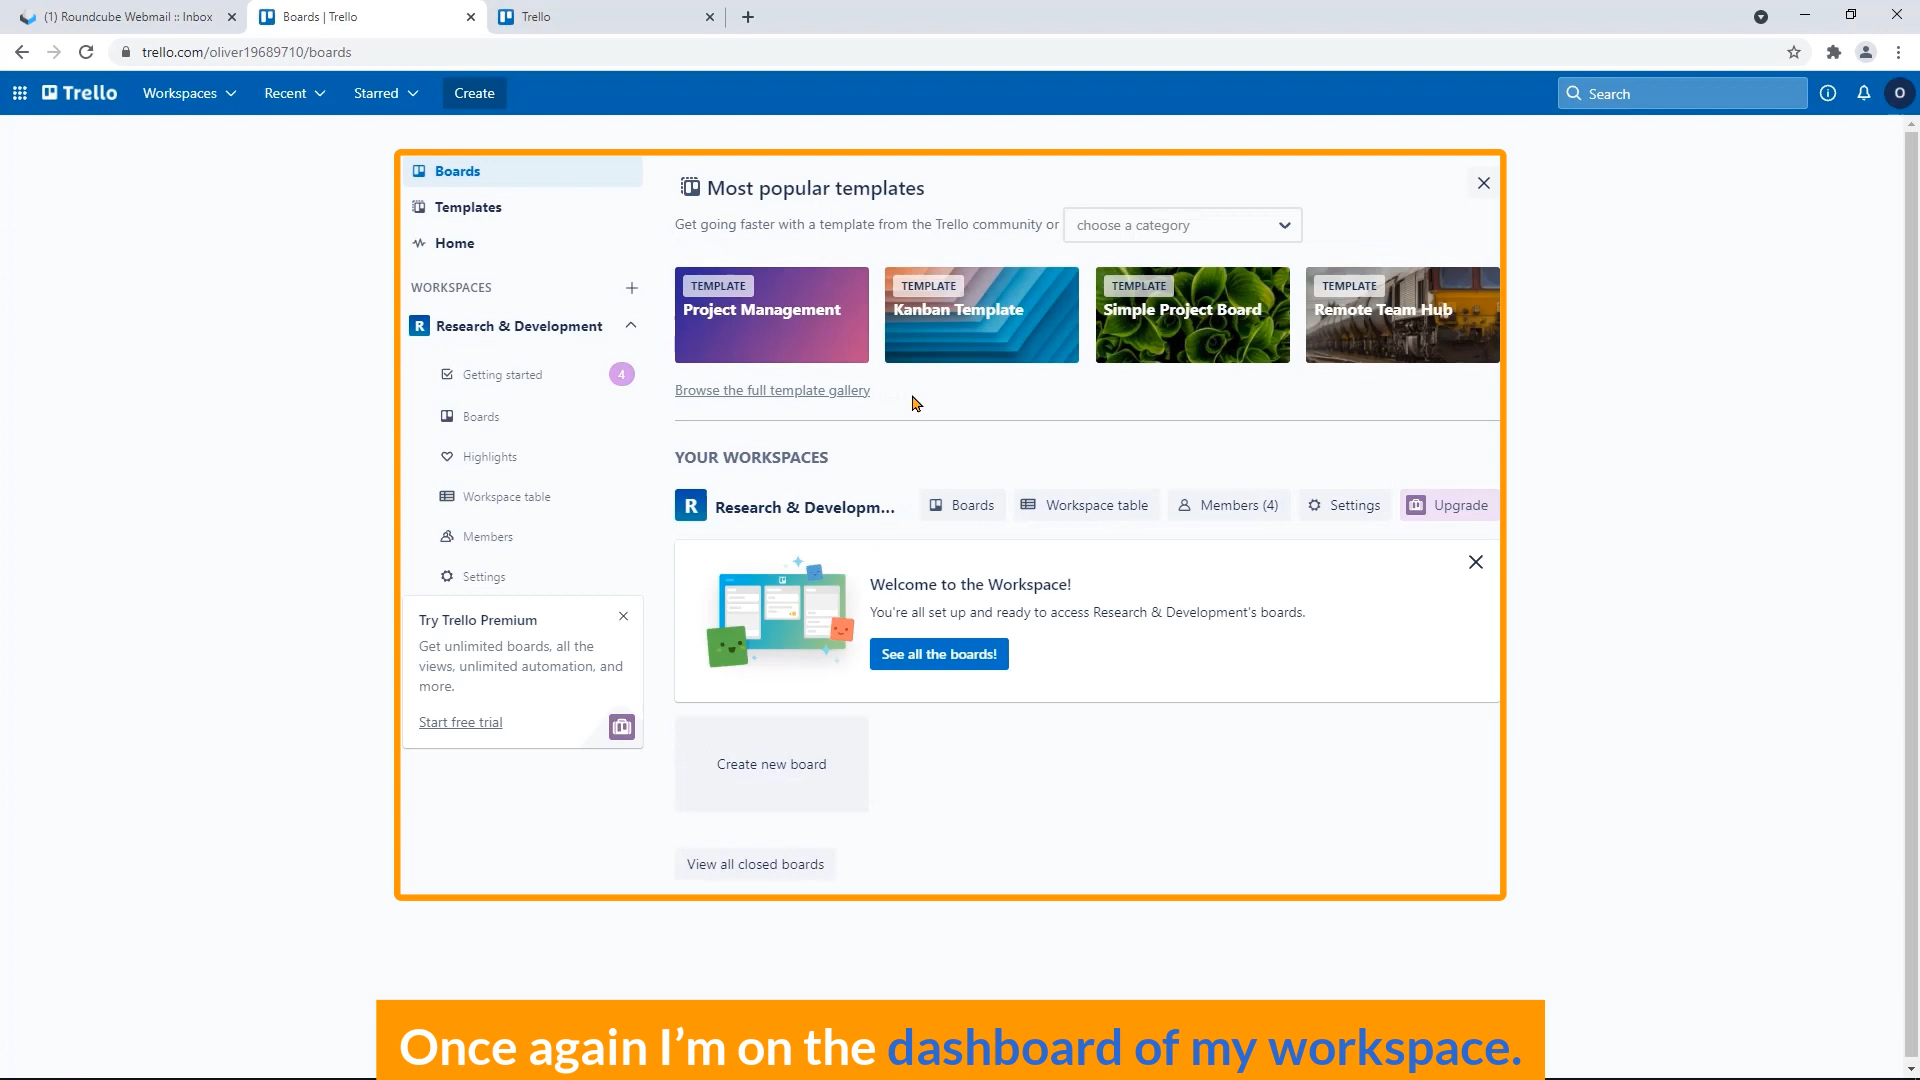 (1) Roundcube Webmail :: Inbox
Boards | Trello
Trello
trello.com/oliver19689710/boards
Trello
Workspaces
Recent
Starred
Create
Search
O
Boards
Templates
Home
WORKSPACES
R Research & Development
Getting started 4
Boards
Highlights
Workspace table
Members
Settings
Try Trello Premium
Get unlimited boards, all the
views, unlimited automation, and
more.
Start free trial
Most popular templates
Get going faster with a template from the Trello community or choose a category
TEMPLATE
Project Management
TEMPLATE
Kanban Template
TEMPLATE
Simple Project Board
TEMPLATE
Remote Team Hub
Browse the full template gallery
YOUR WORKSPACES
R Research & Developm...
Boards
Workspace table
Members (4)
Settings
Upgrade
Welcome to the Workspace!
You're all set up and ready to access Research & Development's boards.
See all the boards!
Create new board
View all closed boards
Once again I’m on the dashboard of my workspace.